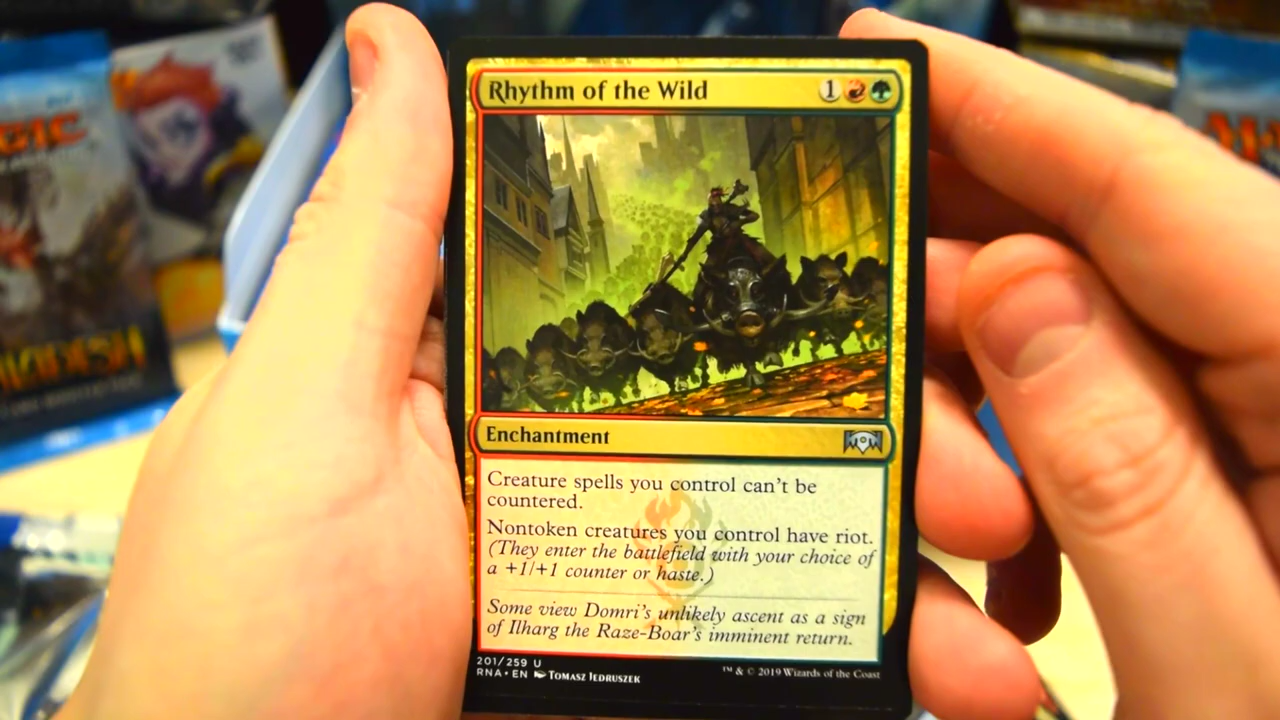 Rhythm of the Wild 1
Enchantment
Creature spells you control can't be
countered.
Nontoken creatures you control have riot.
(They enter the battlefield with your choice of
a +1/+1 counter or haste.)
Some view Domri's unlikely ascent as a sign
of Ilharg the Raze-Boar's imminent return.
201/259 U
RNA • EN Tomasz Jedruszek
™ & © 2019 Wizards of the Coast